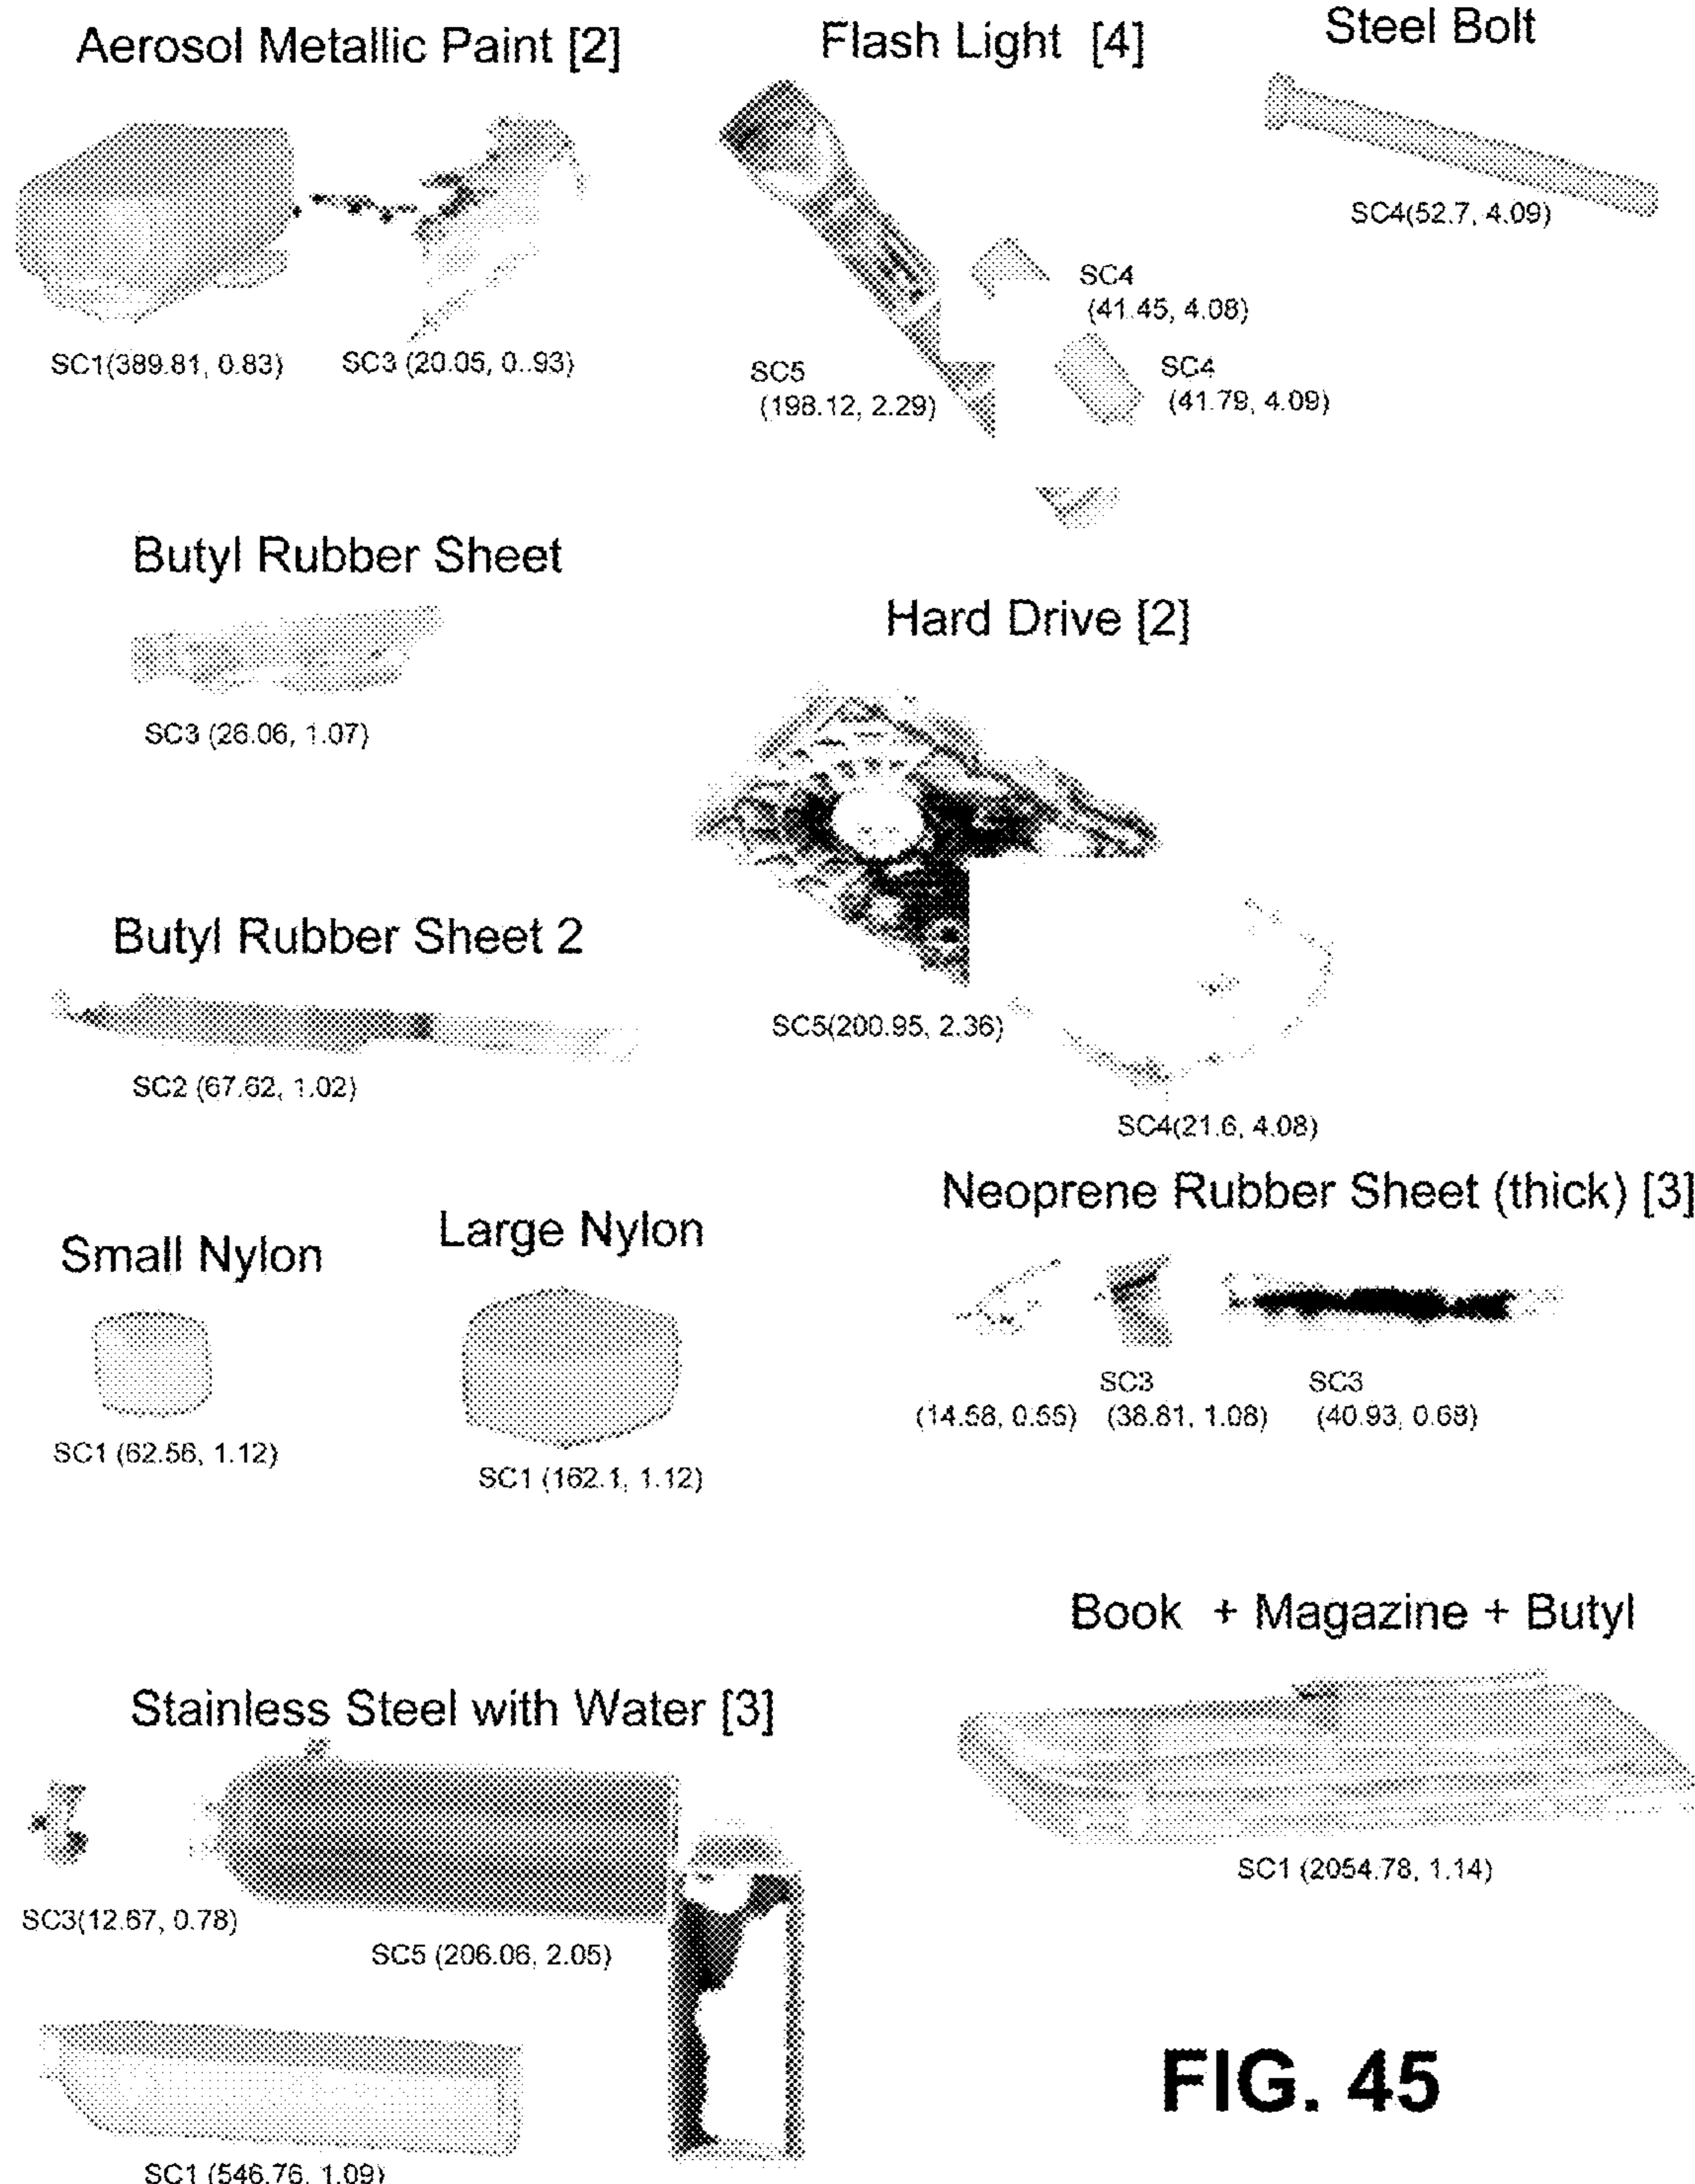 Aerosol Metallic Paint [2]
SC1(389.81, 0.83)
SC3 (20.05, 0..93)
Flash Light [4]
SC5
(198.12, 2.29)
SC4
(41.45, 4.08)
SC4
(41.79, 4.09)
Steel Bolt
SC4(52.7, 4.09)
Butyl Rubber Sheet
SC3 (26.06, 1.07)
Hard Drive [2]
SC5(200.95, 2.36)
SC4(21.6, 4.08)
Butyl Rubber Sheet 2
SC2 (67.62, 1.02)
Small Nylon
SC1 (62.56, 1.12)
Large Nylon
SC1 (162.1, 1.12)
Neoprene Rubber Sheet (thick) [3]
(14.58, 0.55)
SC3
(38.81, 1.08)
SC3
(40.93, 0.68)
Book + Magazine + Butyl
SC1 (2054.78, 1.14)
Stainless Steel with Water [3]
SC3(12.67, 0.78)
SC5 (206.06, 2.05)
SC1 (546.76, 1.09)
FIG. 45